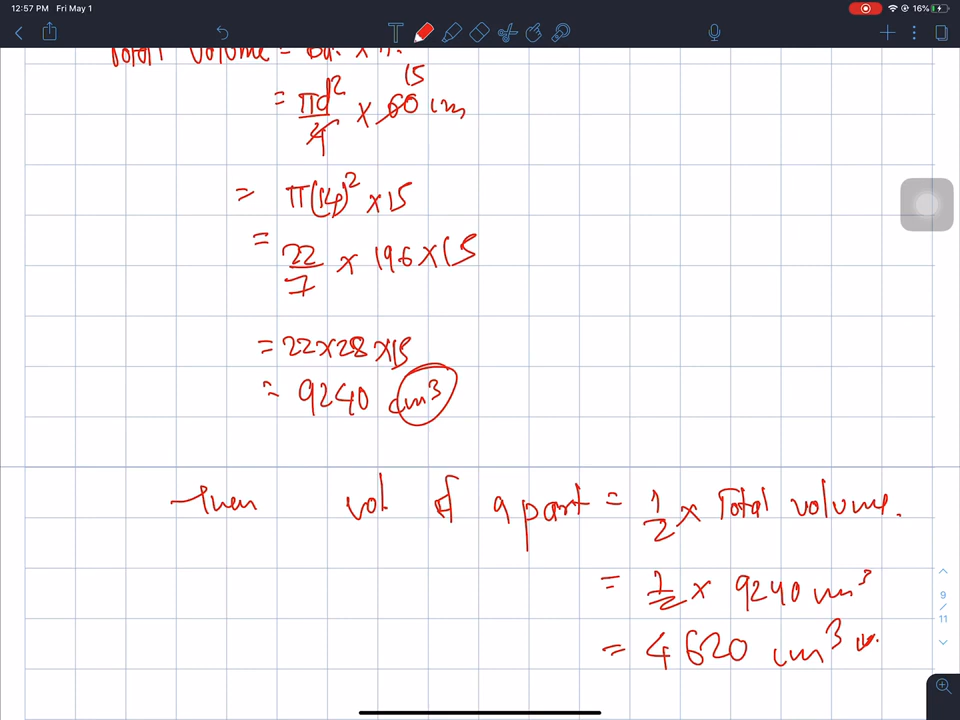 12:57 PM Fri May 1
16%
T
Total volume =
15
= πd²/4 × 60 cm
= π(14)² × 15
=
22/7 × 196 × 15
= 22×28×15
= 9240 cm³
Then vol of a part = 1/2 × Total volume.
= 1/2 × 9240 cm³
= 4620 cm³
9
/
11